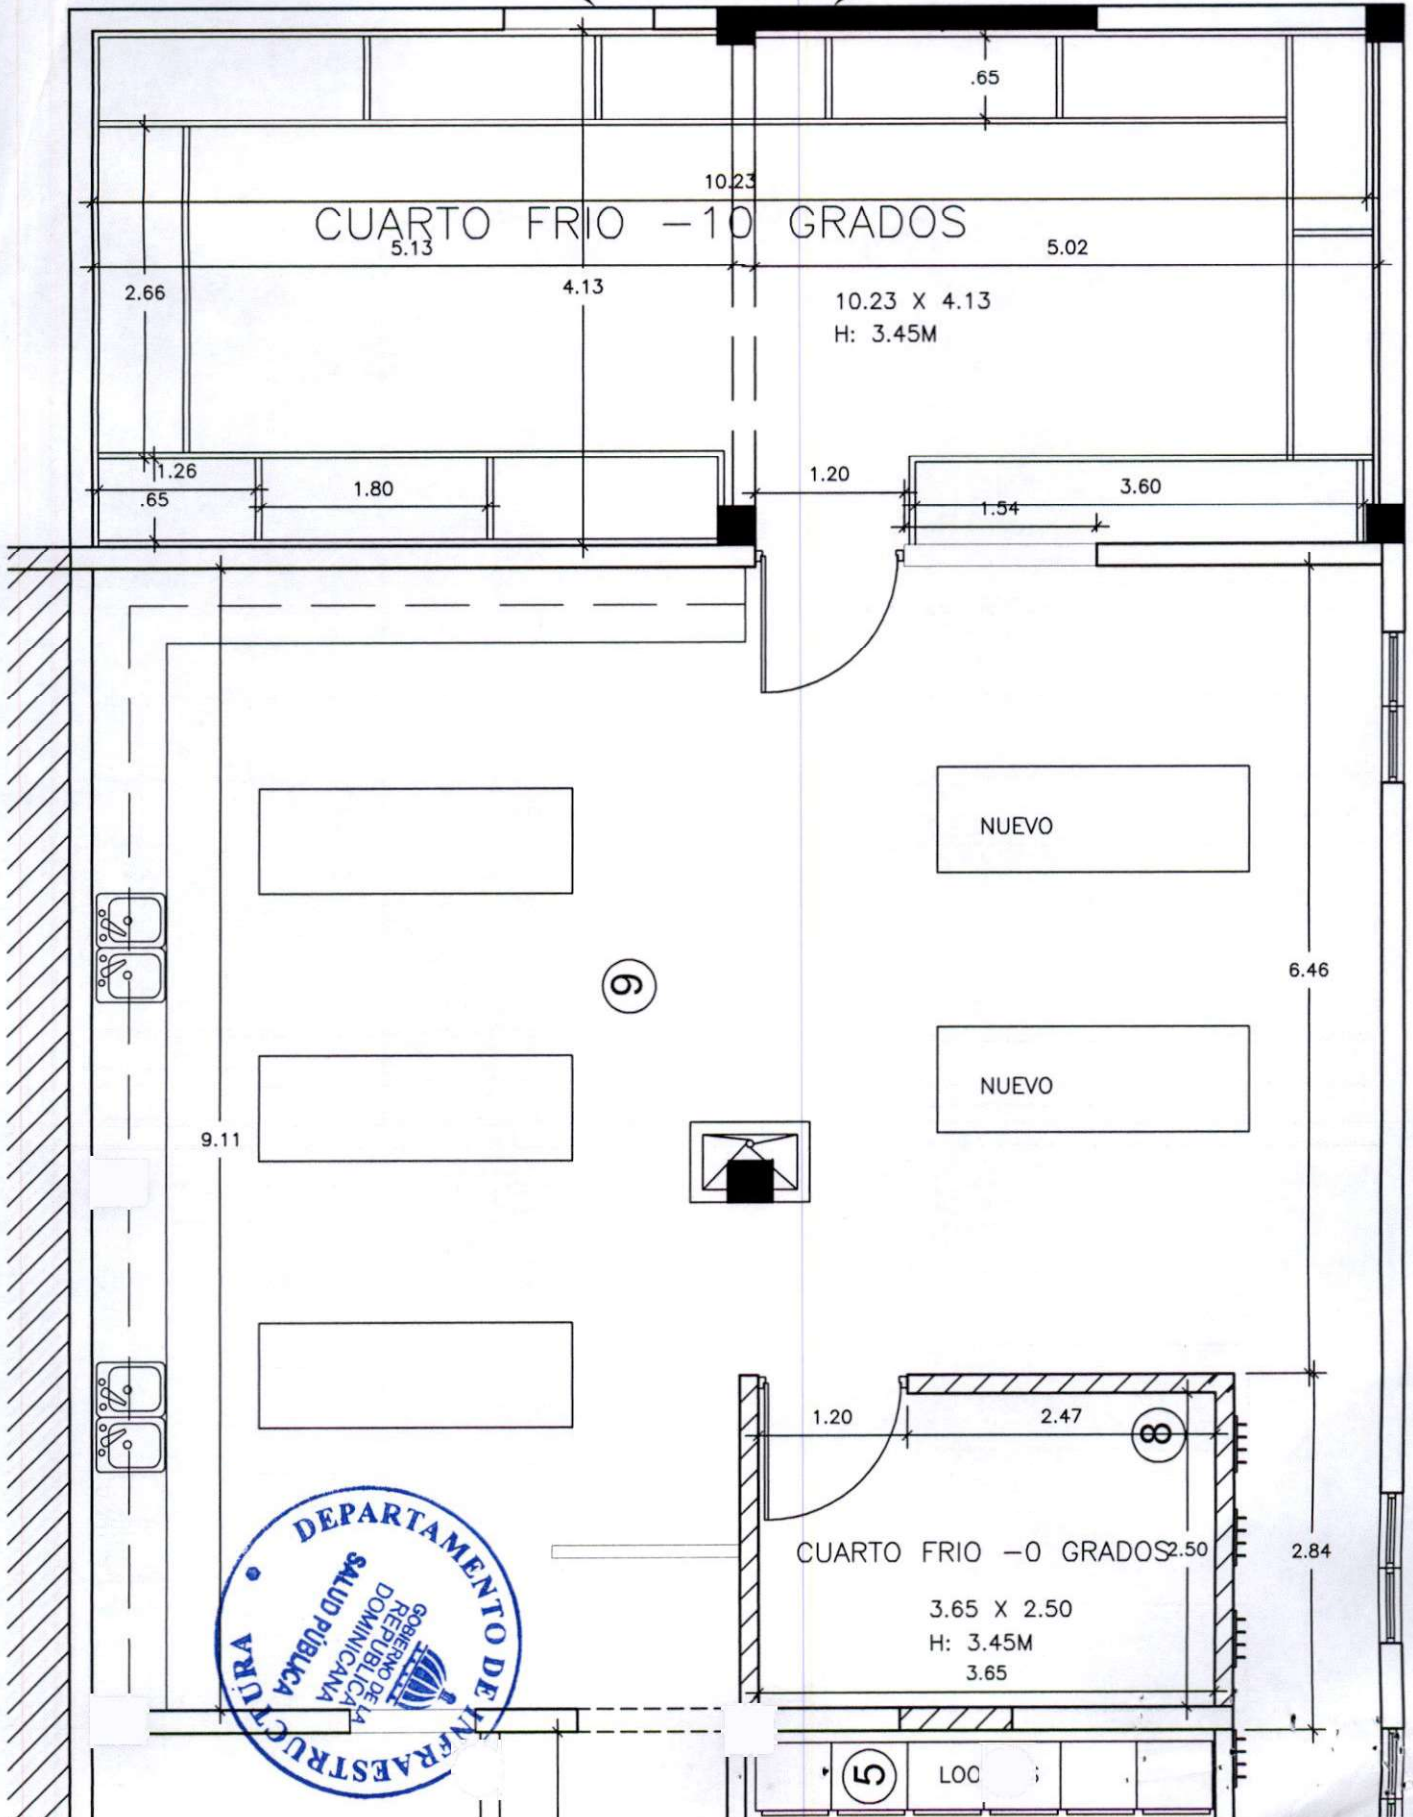 .65
10.23
CUARTO FRIO -10 GRADOS
5.13
5.02
2.66
4.13
10.23 X 4.13
H: 3.45M
1.26
1.80
1.20
3.60
.65
1.54
NUEVO
9
6.46
NUEVO
9.11
1.20
2.47
8
CUARTO FRIO -0 GRADOS
2.50
2.84
3.65 X 2.50
H: 3.45M
3.65
DEPARTAMENTO DE INFRAESTRUCTURA
GOBIERNO DE LA
REPÚBLICA
DOMINICANA
SALUD PÚBLICA
5